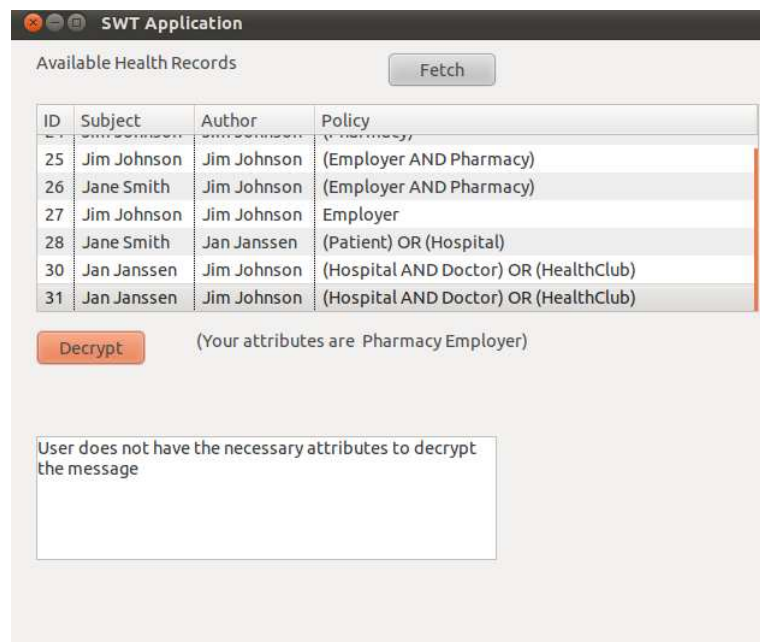 SWT Application
Available Health Records
Fetch
ID Subject Author Policy
25 Jim Johnson Jim Johnson (Employer AND Pharmacy)
26 Jane Smith Jim Johnson (Employer AND Pharmacy)
27 Jim Johnson Jim Johnson Employer
28 Jane Smith Jan Janssen (Patient) OR (Hospital)
30 Jan Janssen Jim Johnson (Hospital AND Doctor) OR (HealthClub)
31 Jan Janssen Jim Johnson (Hospital AND Doctor) OR (HealthClub)
Decrypt (Your attributes are Pharmacy Employer)
User does not have the necessary attributes to decrypt
the message